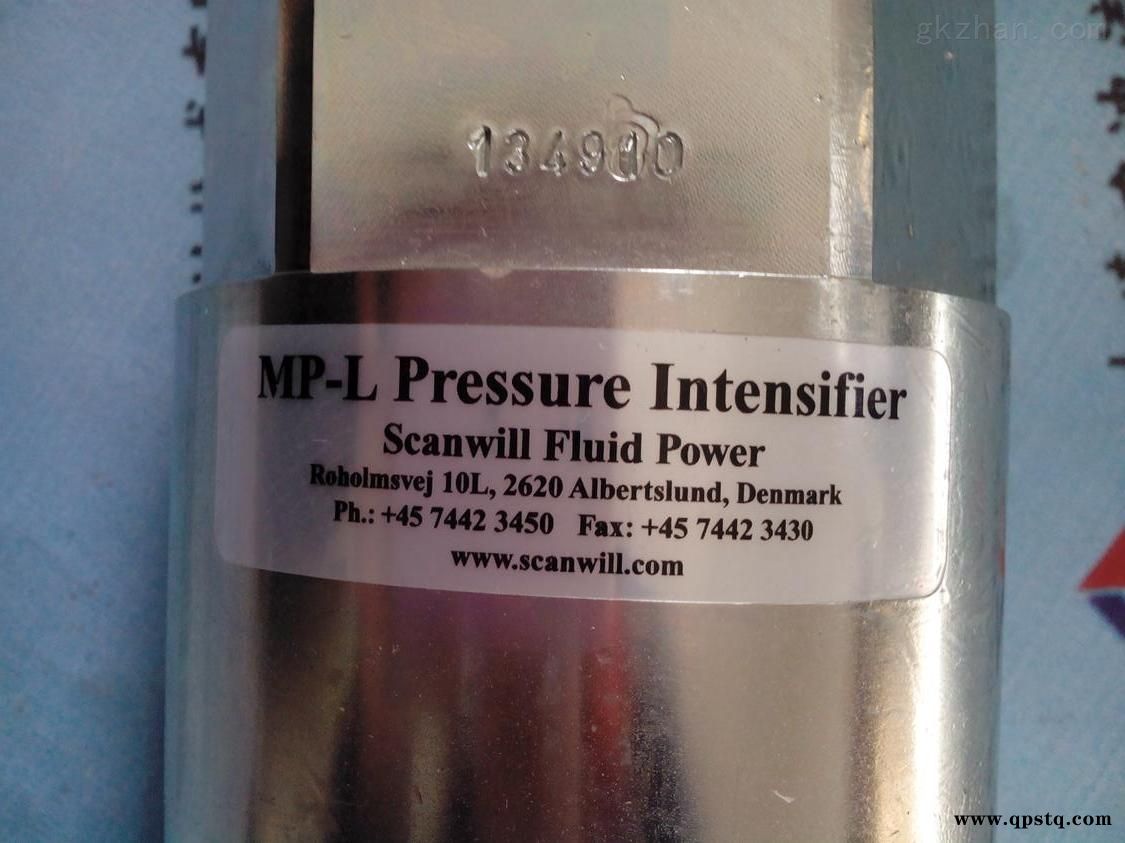 gkzhan.com
134910
MP-L Pressure Intensifier
Scanwill Fluid Power
Roholmsvej 10L, 2620 Albertslund, Denmark
Ph.: +45 7442 3450 Fax: +45 7442 3430
www.scanwill.com
www.qpstq.com